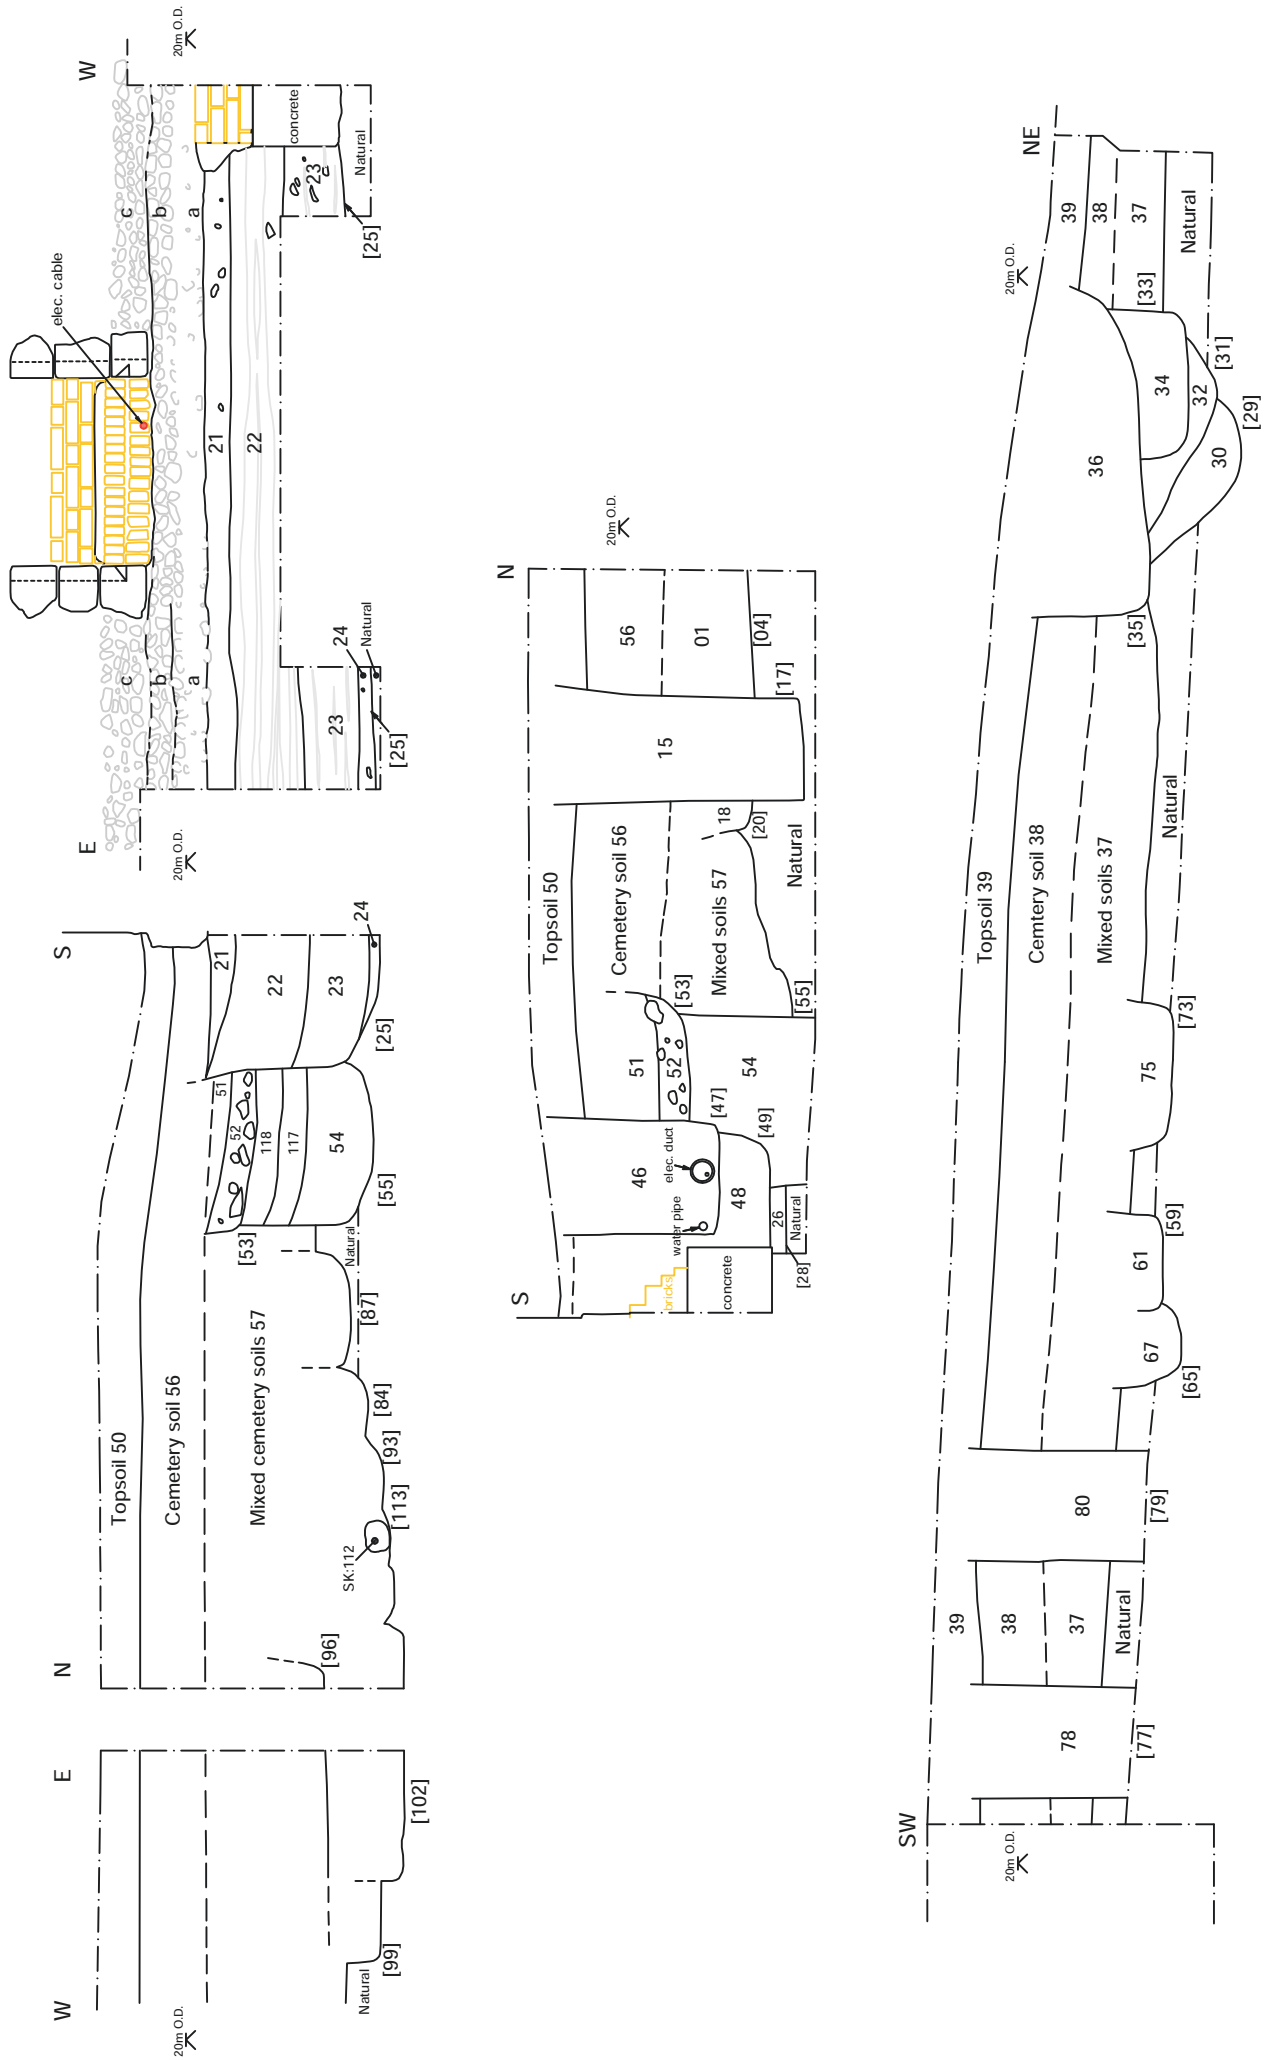 E
W
20m O.D.
20m O.D.
elec. cable
c
b
a
c
b
a
21
22
23
24
Natural
[25]
23
concrete
Natural
[25]
W
E
20m O.D.
Natural
[99]
[102]
N
S
Topsoil 50
Cemetery soil 56
Mixed cemetery soils 57
[96]
SK:112
[113]
[93]
[84]
[87]
Natural
[53]
[55]
51
52
118
117
54
21
22
23
24
[25]
S
N
20m O.D.
Topsoil 50
Cemetery soil 56
Mixed soils 57
Natural
bricks
concrete
water pipe
elec. duct
46
48
26
Natural
[28]
[47]
[49]
51
52
54
[53]
[55]
18
[20]
15
[17]
56
01
[04]
SW
NE
20m O.D.
20m O.D.
78
[77]
39
38
37
Natural
80
[79]
Topsoil 39
Cemtery soil 38
Mixed soils 37
Natural
67
[65]
61
[59]
75
[73]
[35]
36
34
[33]
32
[31]
30
[29]
39
38
37
Natural